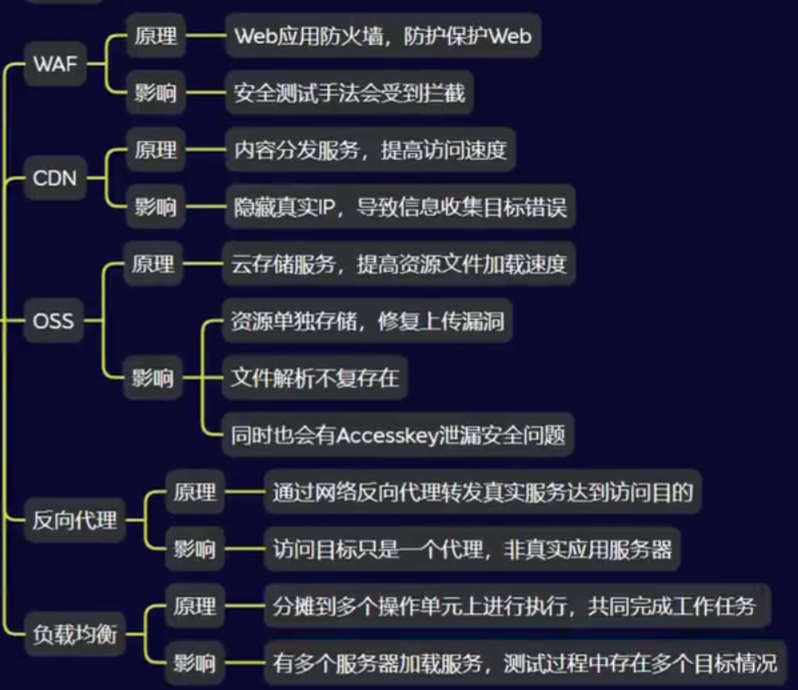 WAF
原理
Web应用防火墙，防护保护Web
影响
安全测试手法会受到拦截
CDN
原理
内容分发服务，提高访问速度
影响
隐藏真实IP，导致信息收集目标错误
OSS
原理
云存储服务，提高资源文件加载速度
影响
资源单独存储，修复上传漏洞
文件解析不复存在
同时也会有Accesskey泄漏安全问题
反向代理
原理
通过网络反向代理转发真实服务达到访问目的
影响
访问目标只是一个代理，非真实应用服务器
负载均衡
原理
分摊到多个操作单元上进行执行，共同完成工作任务
影响
有多个服务器加载服务，测试过程中存在多个目标情况